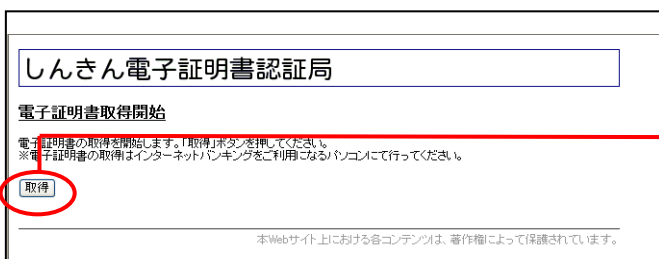 しんきん電子証明書認証局
電子証明書取得開始
電子証明書の取得を開始します。「取得」ボタンを押してください。
※電子証明書の取得はインターネットバンキングをご利用になるパソコンにて行ってください。
取得
本Webサイト上における各コンテンツは、著作権によって保護されています。